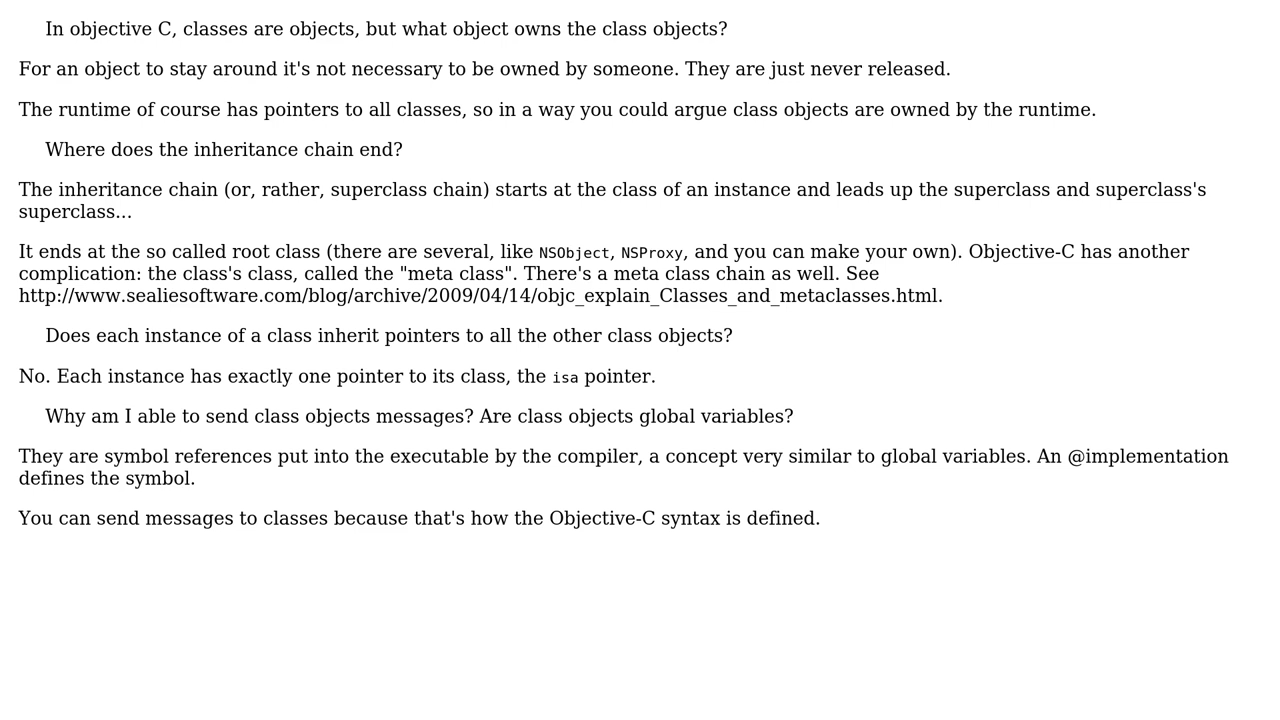 In objective C, classes are objects, but what object owns the class objects?
For an object to stay around it's not necessary to be owned by someone. They are just never released.
The runtime of course has pointers to all classes, so in a way you could argue class objects are owned by the runtime.
Where does the inheritance chain end?
The inheritance chain (or, rather, superclass chain) starts at the class of an instance and leads up the superclass and superclass's
superclass...
It ends at the so called root class (there are several, like NSObject, NSProxy, and you can make your own). Objective-C has another
complication: the class's class, called the "meta class". There's a meta class chain as well. See
http://www.sealiesoftware.com/blog/archive/2009/04/14/objc_explain_Classes_and_metaclasses.html.
Does each instance of a class inherit pointers to all the other class objects?
No. Each instance has exactly one pointer to its class, the isa pointer.
Why am I able to send class objects messages? Are class objects global variables?
They are symbol references put into the executable by the compiler, a concept very similar to global variables. An @implementation
defines the symbol.
You can send messages to classes because that's how the Objective-C syntax is defined.